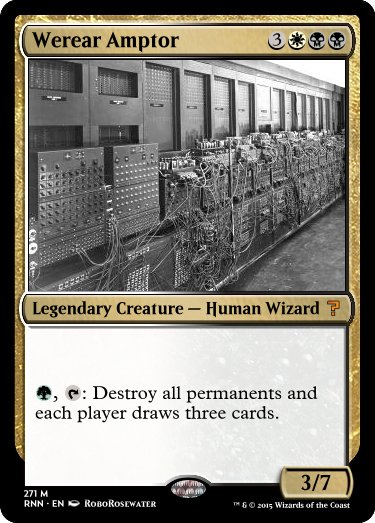 Werear Amptor 3
Legendary Creature — Human Wizard
: Destroy all permanents and
each player draws three cards.
3/7
271 M
RNN • EN RoboRosewater
™ & © 2015 Wizards of the Coast